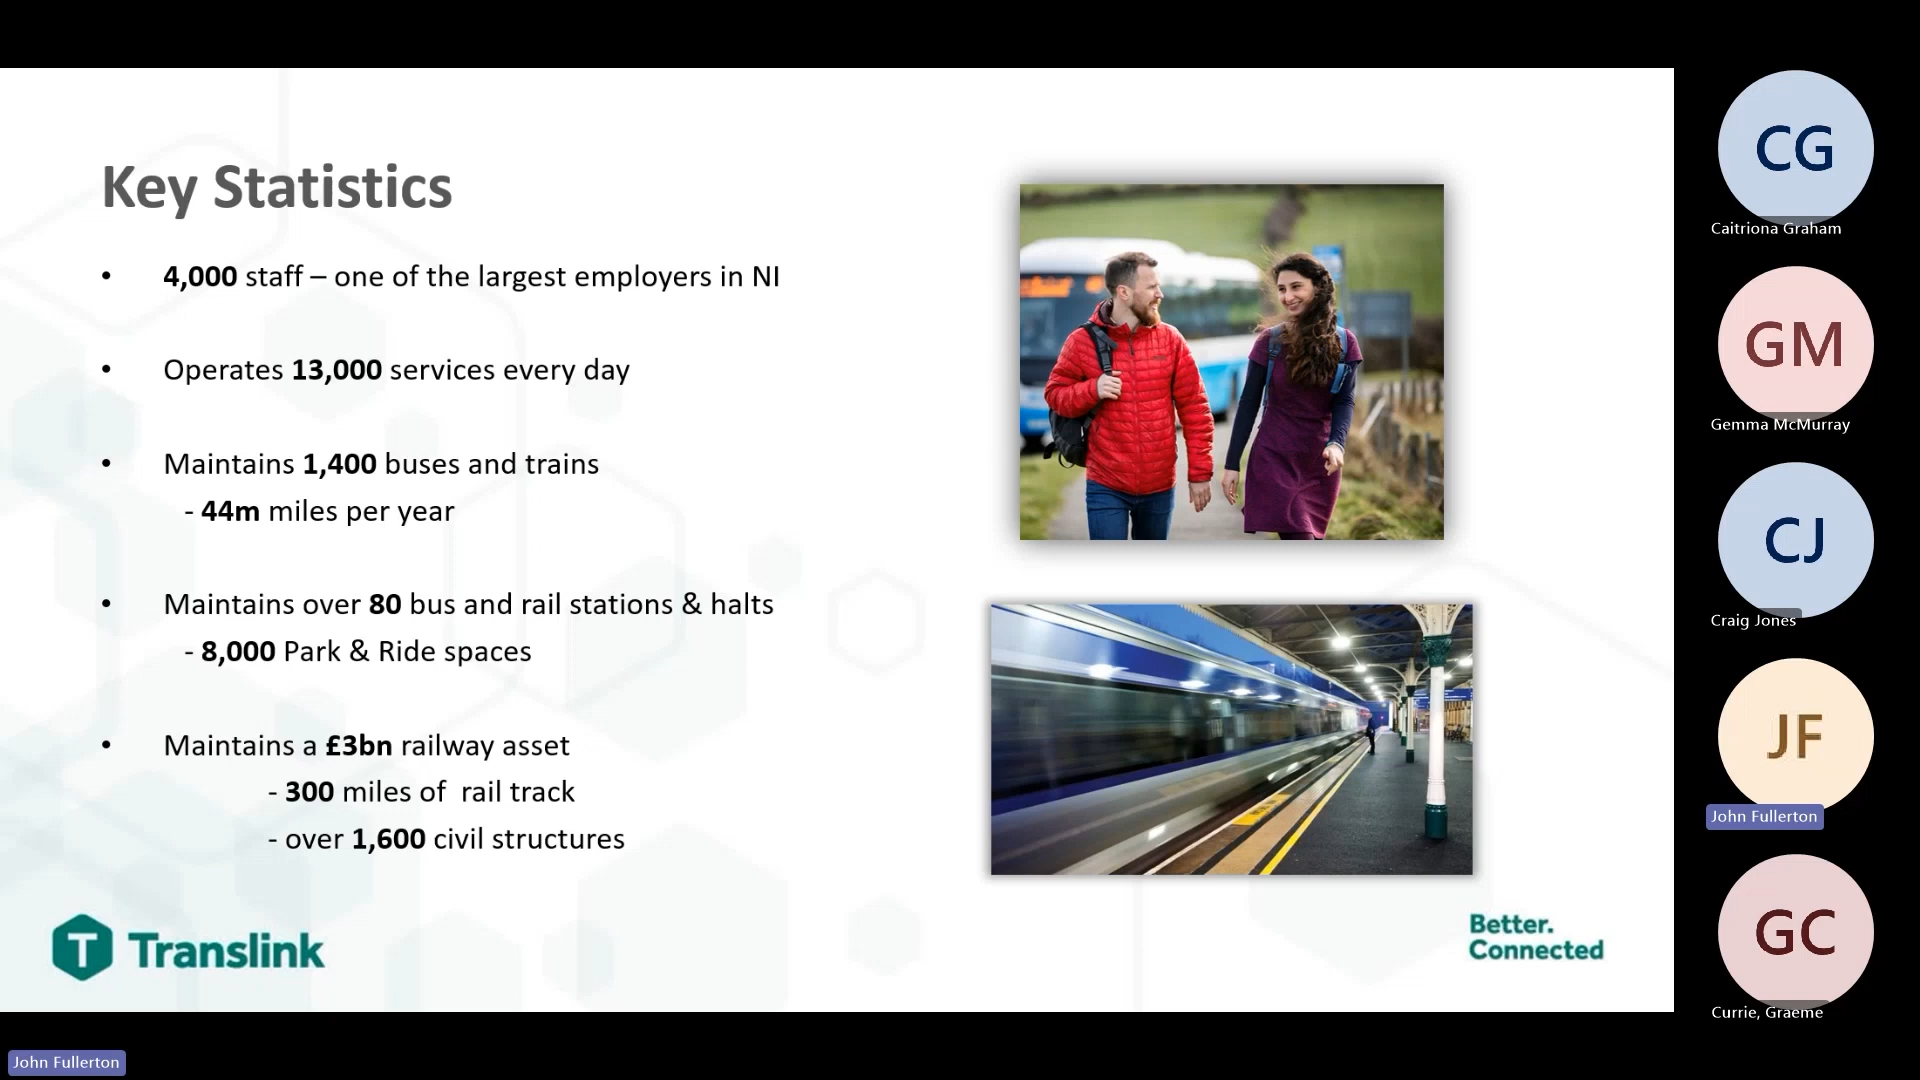 Key Statistics
• 4,000 staff – one of the largest employers in NI
• Operates 13,000 services every day
• Maintains 1,400 buses and trains
- 44m miles per year
• Maintains over 80 bus and rail stations & halts
- 8,000 Park & Ride spaces
• Maintains a £3bn railway asset
- 300 miles of rail track
- over 1,600 civil structures
T Translink
Better.
Connected
CG
Caitriona Graham
GM
Gemma McMurray
CJ
Craig Jones
JF
John Fullerton
GC
Currie, Graeme
John Fullerton